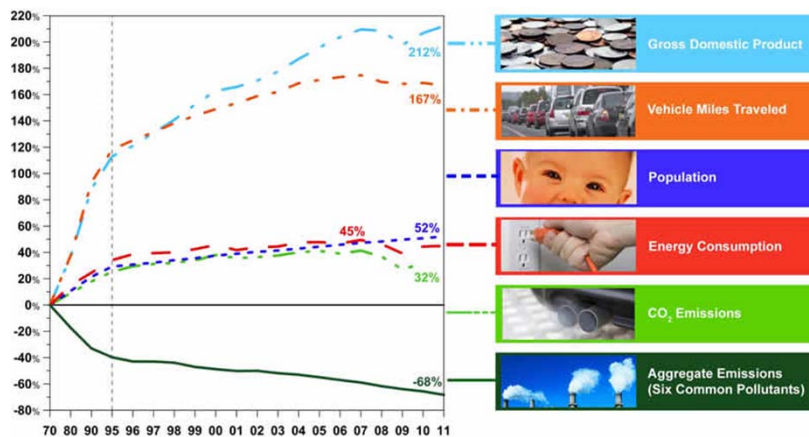 220%
200%
180%
160%
140%
120%
100%
80%
60%
40%
20%
0%
-20%
-40%
-60%
-80%
70 80 90 95 96 97 98 99 00 01 02 03 04 05 06 07 08 09 10 11
212%
167%
52%
45%
32%
-68%
Gross Domestic Product
Vehicle Miles Traveled
Population
Energy Consumption
CO₂ Emissions
Aggregate Emissions
(Six Common Pollutants)